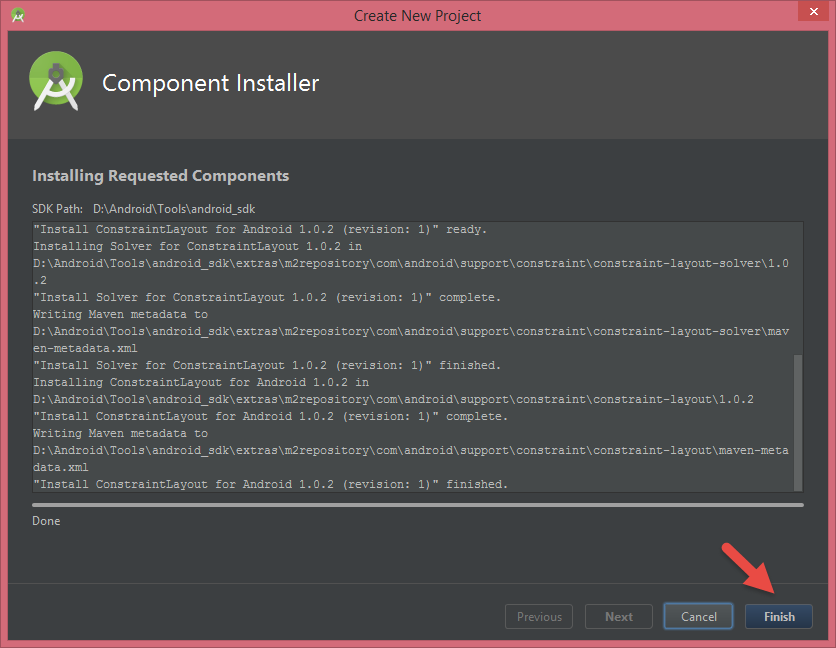 Create New Project
Component Installer
Installing Requested Components
SDK Path: D:\Android\Tools\android_sdk
"Install ConstraintLayout for Android 1.0.2 (revision: 1)" ready.
Installing Solver for ConstraintLayout 1.0.2 in
D:\Android\Tools\android_sdk\extras\m2repository\com\android\support\constraint\constraint-layout-solver\1.0
.2
"Install Solver for ConstraintLayout 1.0.2 (revision: 1)" complete.
Writing Maven metadata to
D:\Android\Tools\android_sdk\extras\m2repository\com\android\support\constraint\constraint-layout-solver\mav
en-metadata.xml
"Install Solver for ConstraintLayout 1.0.2 (revision: 1)" finished.
Installing ConstraintLayout for Android 1.0.2 in
D:\Android\Tools\android_sdk\extras\m2repository\com\android\support\constraint\constraint-layout\1.0.2
"Install ConstraintLayout for Android 1.0.2 (revision: 1)" complete.
Writing Maven metadata to
D:\Android\Tools\android_sdk\extras\m2repository\com\android\support\constraint\constraint-layout\maven-meta
data.xml
"Install ConstraintLayout for Android 1.0.2 (revision: 1)" finished.
Done
Previous Next Cancel Finish